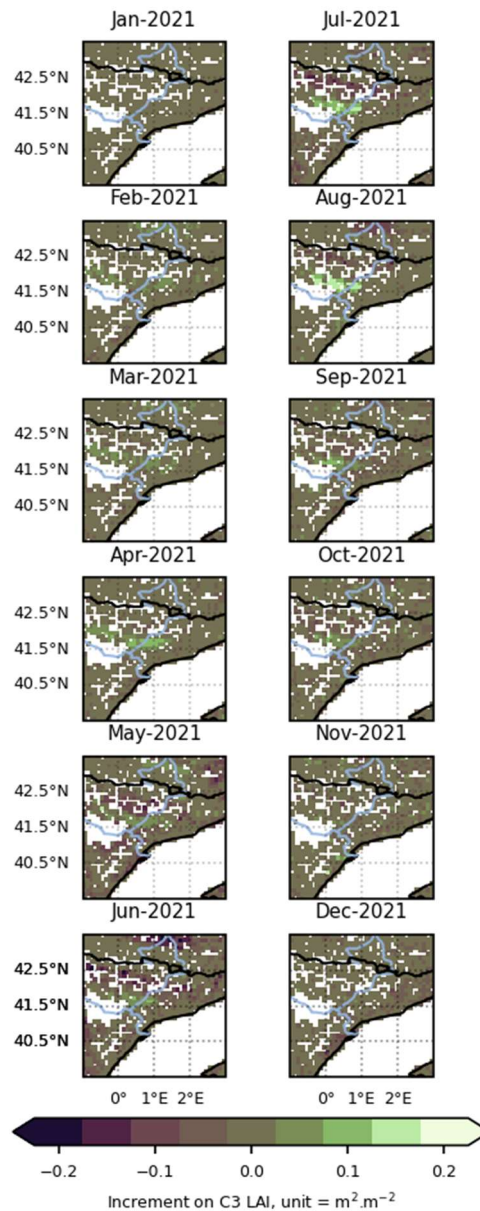 Jan-2021 Jul-2021
42.5°N
41.5°N
40.5°N
Feb-2021 Aug-2021
42.5°N
41.5°N
40.5°N
Mar-2021 Sep-2021
42.5°N
41.5°N
40.5°N
Apr-2021 Oct-2021
42.5°N
41.5°N
40.5°N
May-2021 Nov-2021
42.5°N
41.5°N
40.5°N
Jun-2021 Dec-2021
42.5°N
41.5°N
40.5°N
0° 1°E 2°E 0° 1°E 2°E
−0.2 −0.1 0.0 0.1 0.2
Increment on C3 LAI, unit = m².m⁻²